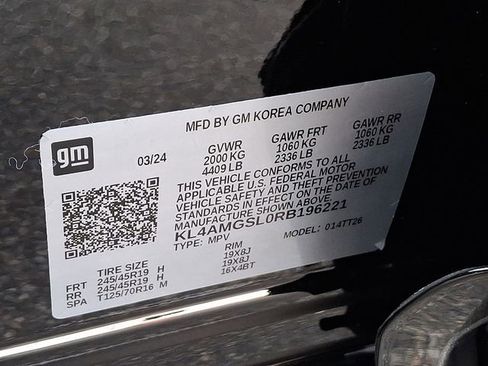 gm
MFD BY GM KOREA COMPANY
03/24 GVWR GAWR FRT GAWR RR
2000 KG 1060 KG 1060 KG
4409 LB 2336 LB 2336 LB
THIS VEHICLE CONFORMS TO ALL
APPLICABLE U.S. FEDERAL MOTOR
VEHICLE SAFETY AND THEFT PREVENTION
STANDARDS IN EFFECT ON THE DATE OF
MANUFACTURE SHOWN ABOVE.
KL4AMGSL0RB196221
TYPE: MPV MODEL: 014TT26
TIRE SIZE RIM
FRT 245/45R19 H 19X8J
RR 245/45R19 H 19X8J
SPA T125/70R16 M 16X4BT